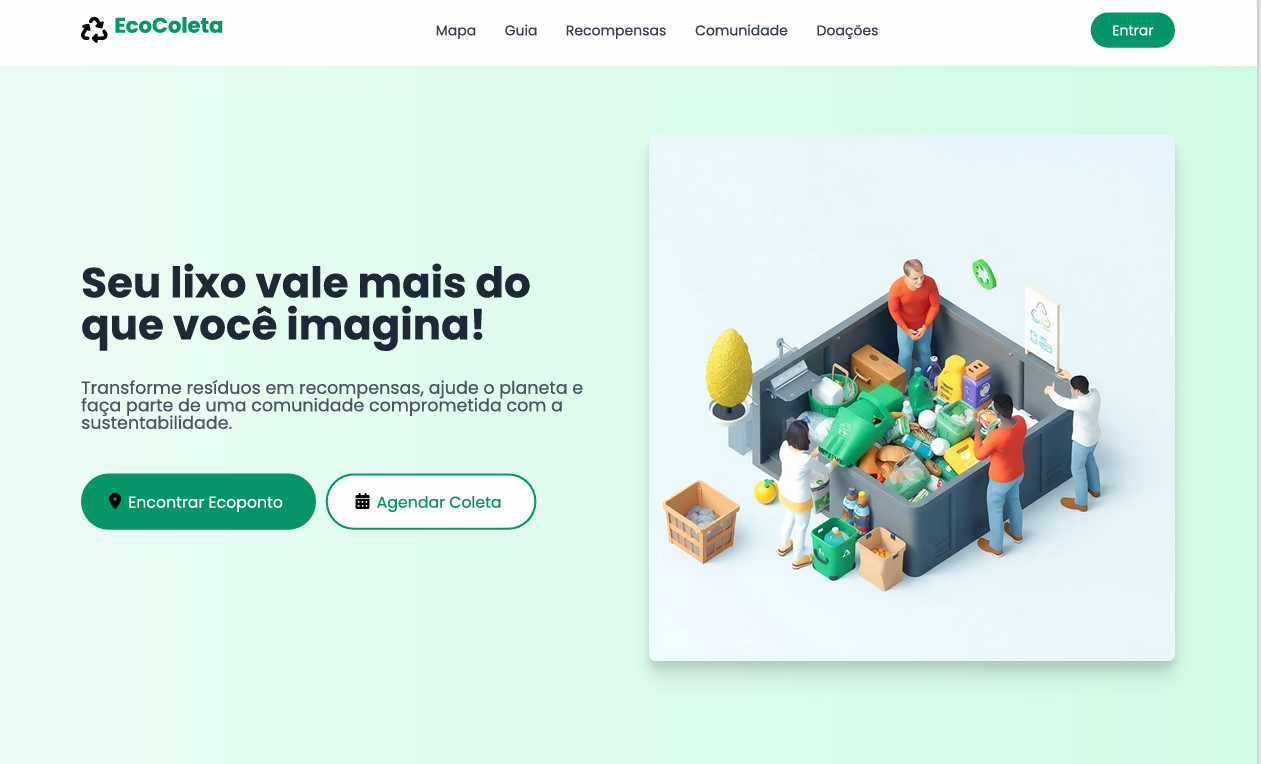 EcoColeta
Mapa Guia Recompensas Comunidade Doações
Entrar
Seu lixo vale mais do
que você imagina!
Transforme resíduos em recompensas, ajude o planeta e
faça parte de uma comunidade comprometida com a
sustentabilidade.
Encontrar Ecoponto
Agendar Coleta